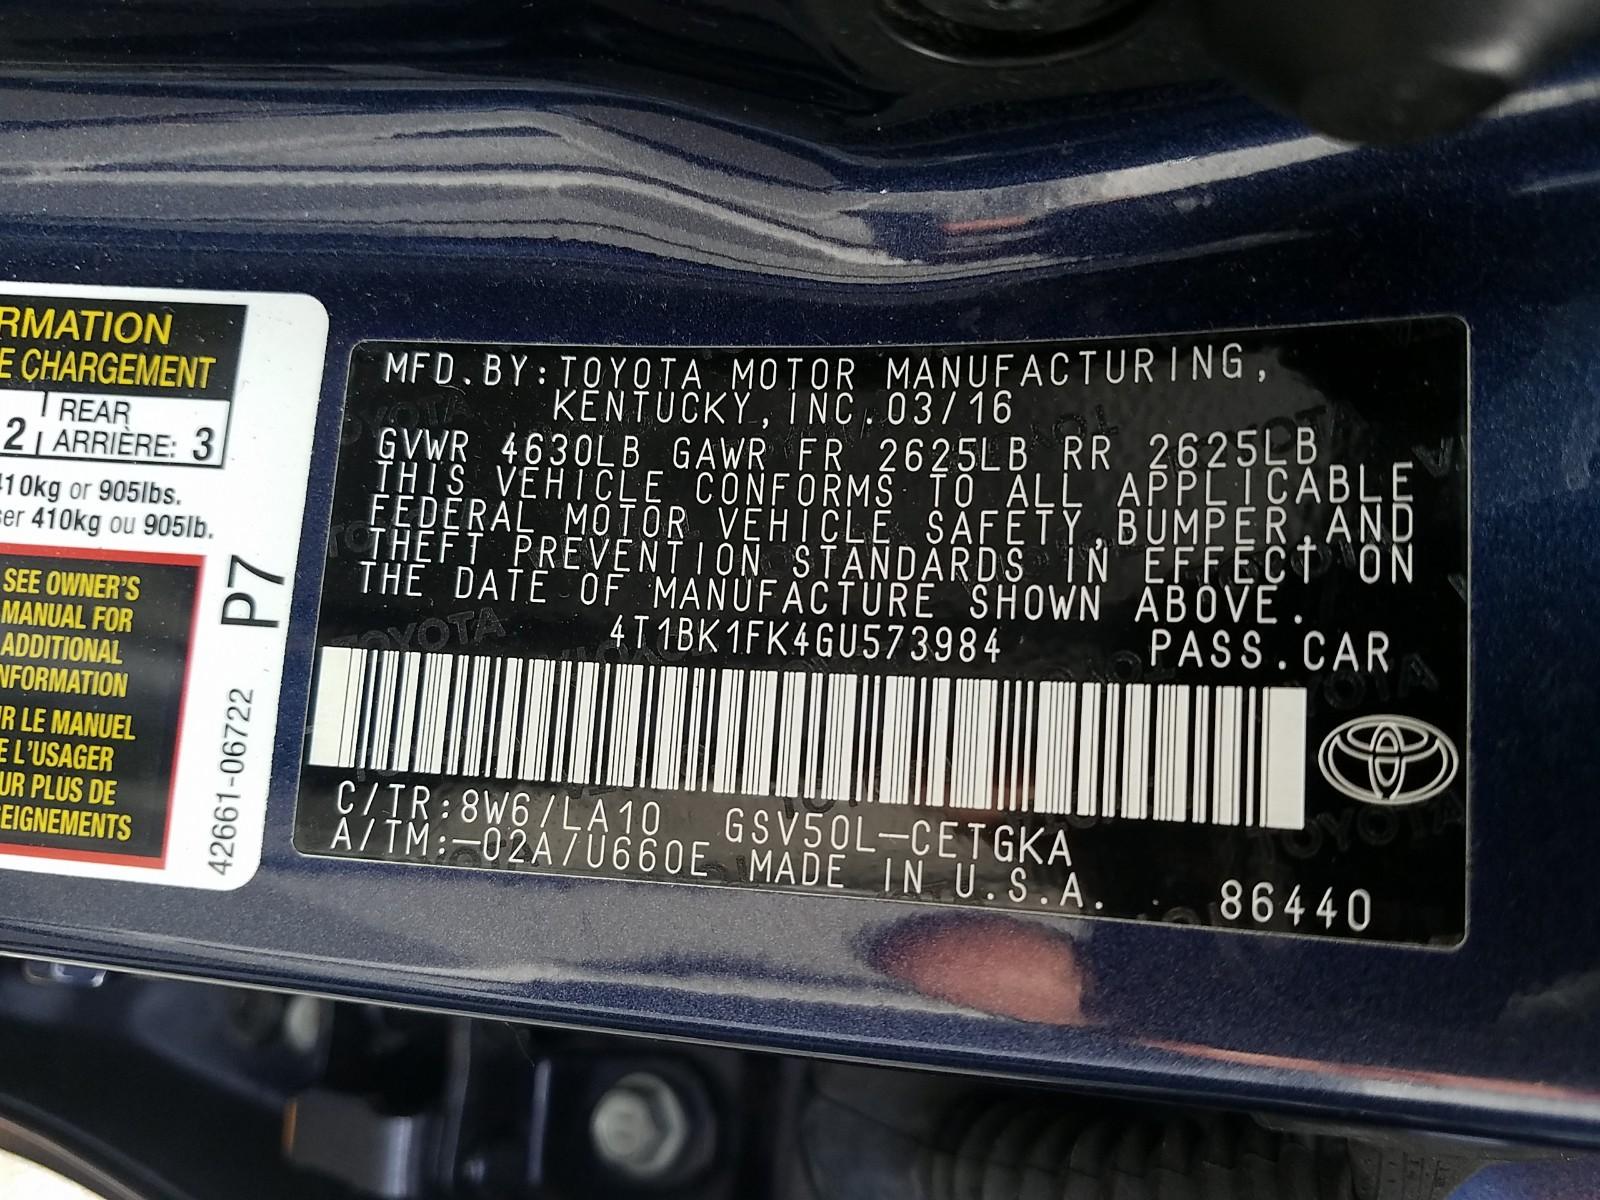 RMATION
E CHARGEMENT
2 | REAR
ARRIÈRE: 3
410kg or 905lbs.
ser 410kg ou 905lb.
SEE OWNER'S
MANUAL FOR
ADDITIONAL
NFORMATION
R LE MANUEL
E L'USAGER
UR PLUS DE
SEIGNEMENTS
P7
42661-06722
MFD.BY:TOYOTA MOTOR MANUFACTURING,
KENTUCKY,INC.03/16
GVWR 4630LB GAWR FR 2625LB RR 2625LB
THIS VEHICLE CONFORMS TO ALL APPLICABLE
FEDERAL MOTOR VEHICLE SAFETY,BUMPER,AND
THEFT PREVENTION STANDARDS IN EFFECT ON
THE DATE OF MANUFACTURE SHOWN ABOVE.
4T1BK1FK4GU573984 PASS.CAR
C/TR:8W6/LA10 GSV50L-CETGKA
A/TM:-02A/U660E MADE IN U.S.A. 86440